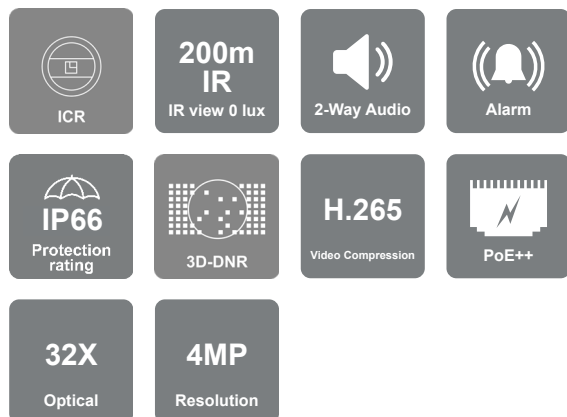 ICR
200m
IR
IR view 0 lux
2-Way Audio
Alarm
IP66
Protection
rating
3D-DNR
H.265
Video Compression
PoE++
32X
Optical
4MP
Resolution